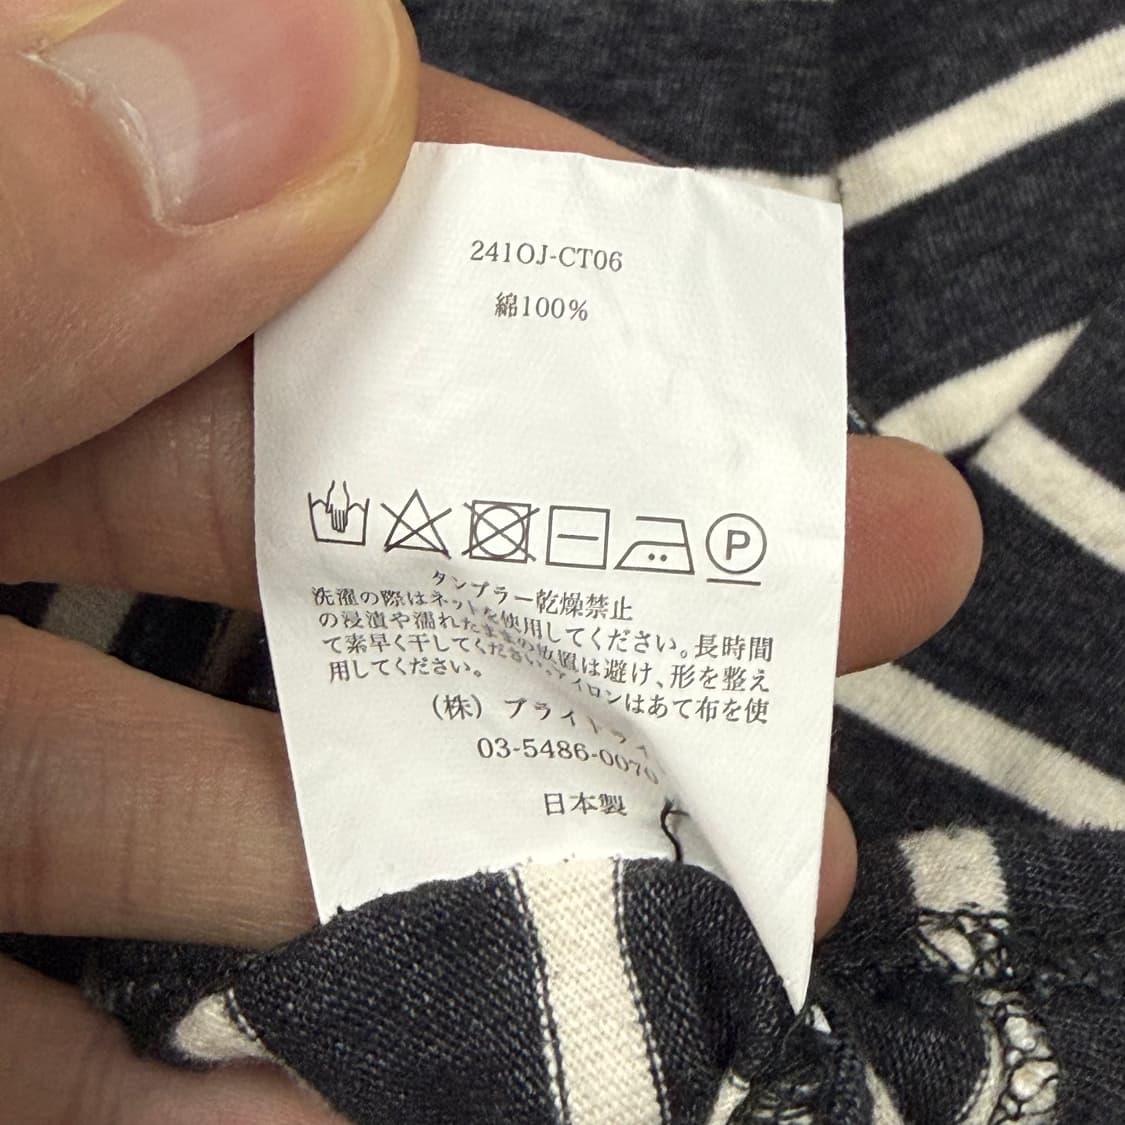 241OJ-CT06
綿100%
P
タンブラー乾燥禁止
洗濯の際はネットを使用してください。長時間
の浸漬や濡れたままの放置は避け、形を整え
て素早く干してください。アイロンはあて布を使
用してください。
(株) ブライトライ
03-5486-0070
日本製